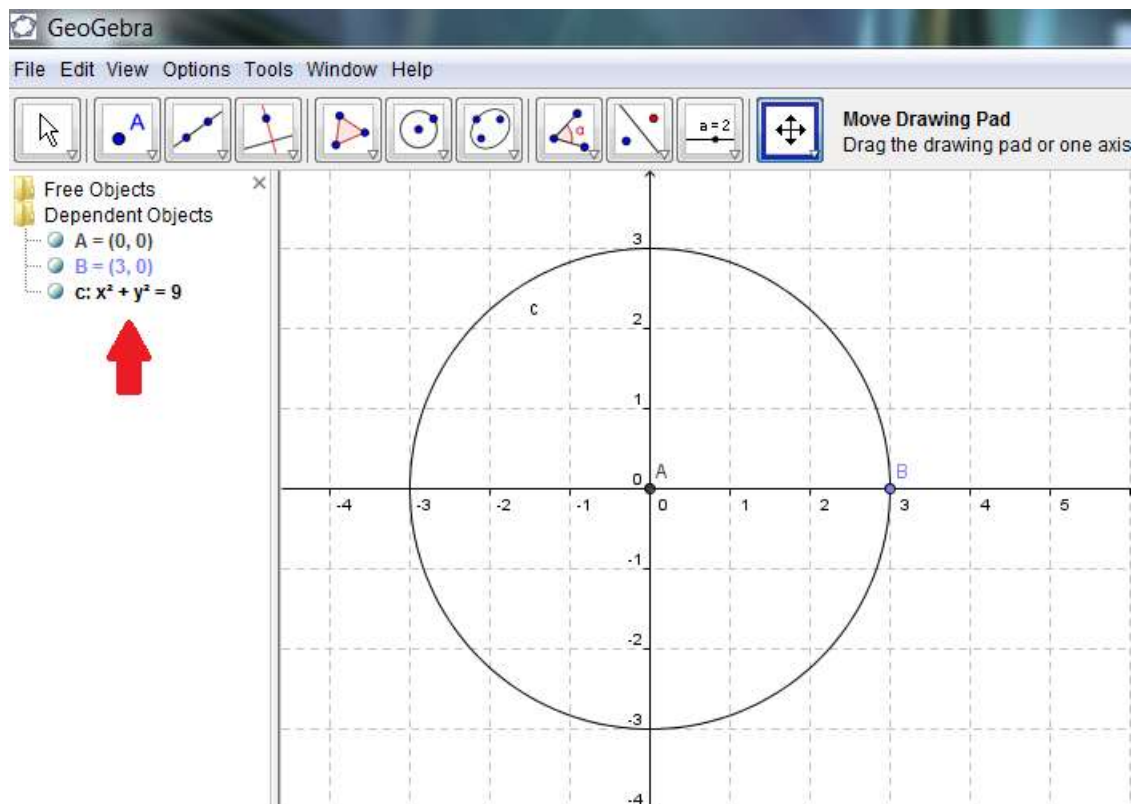 GeoGebra
File Edit View Options Tools Window Help
A
α
a = 2
Move Drawing Pad
Drag the drawing pad or one axis
Free Objects
Dependent Objects
A = (0, 0)
B = (3, 0)
c: x² + y² = 9
3
c
2
1
0 A B
-4 -3 -2 -1 0 1 2 3 4 5
-1
-2
-3
-4